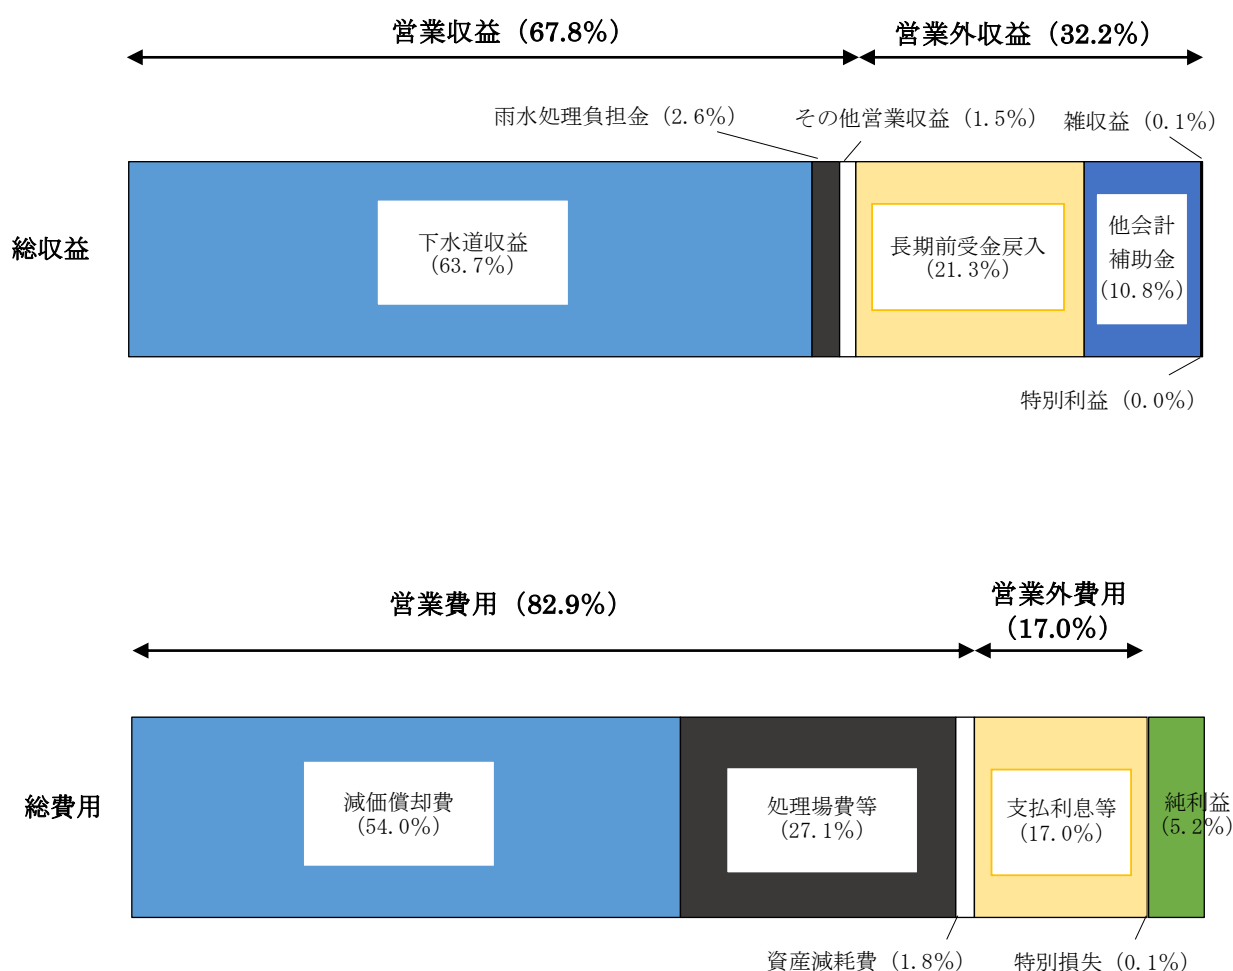 営業収益（67.8%）
営業外収益（32.2%）
雨水処理負担金（2.6%）
その他営業収益（1.5%）
雑収益（0.1%）
総収益
下水道収益
（63.7%）
長期前受金戻入
（21.3%）
他会計
補助金
（10.8%）
特別利益（0.0%）
営業費用（82.9%）
営業外費用
（17.0%）
総費用
減価償却費
（54.0%）
処理場費等
（27.1%）
支払利息等
（17.0%）
純利益
（5.2%）
資産減耗費（1.8%）
特別損失（0.1%）